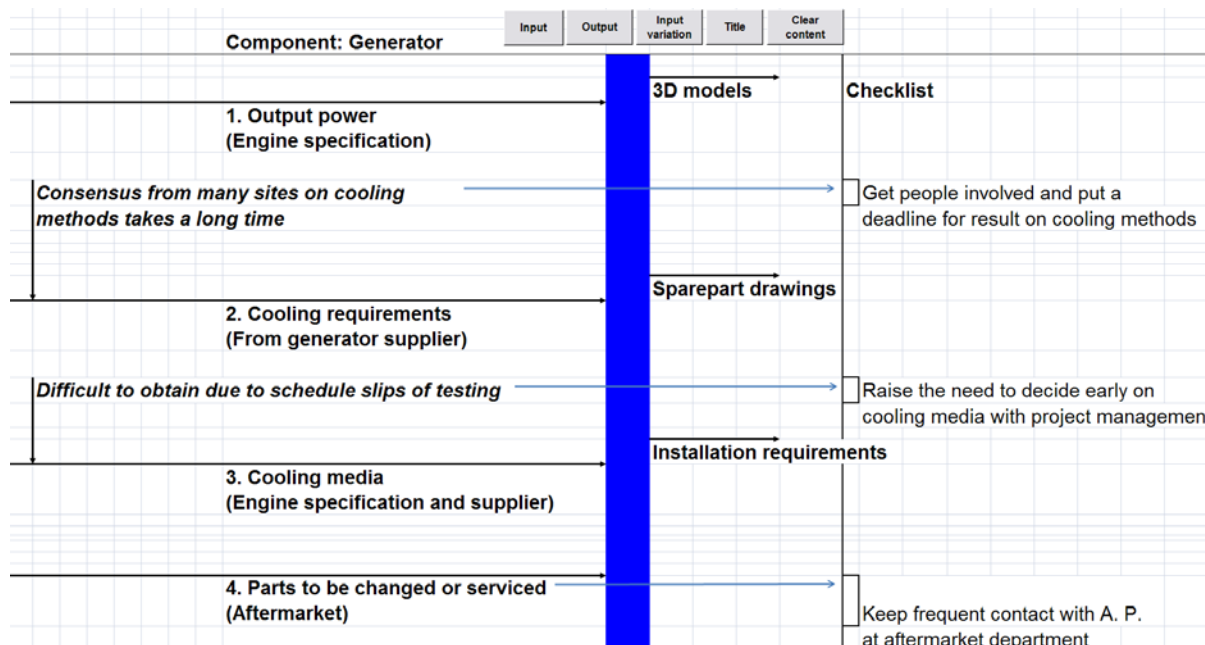 Input
Output
Input
variation
Title
Clear
content
Component: Generator
3D models
Checklist
1. Output power
(Engine specification)
Consensus from many sites on cooling
methods takes a long time
Get people involved and put a
deadline for result on cooling methods
Sparepart drawings
2. Cooling requirements
(From generator supplier)
Difficult to obtain due to schedule slips of testing
Raise the need to decide early on
cooling media with project managemen
Installation requirements
3. Cooling media
(Engine specification and supplier)
4. Parts to be changed or serviced
(Aftermarket)
Keep frequent contact with A. P.
at aftermarket department